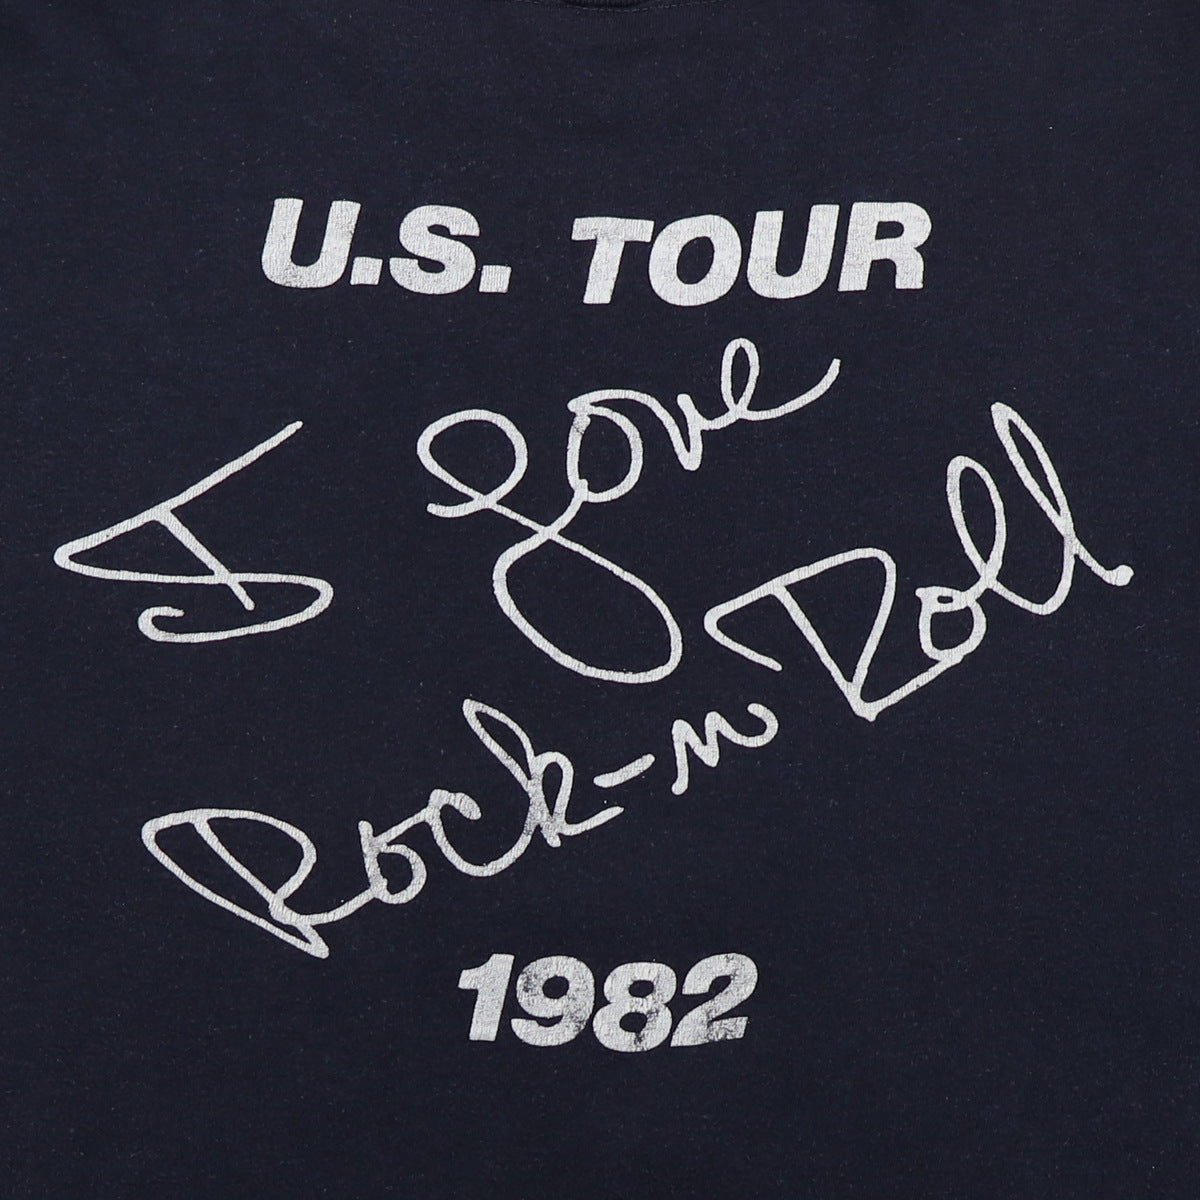 U.S. TOUR
I Love
Rock-n Roll
1982